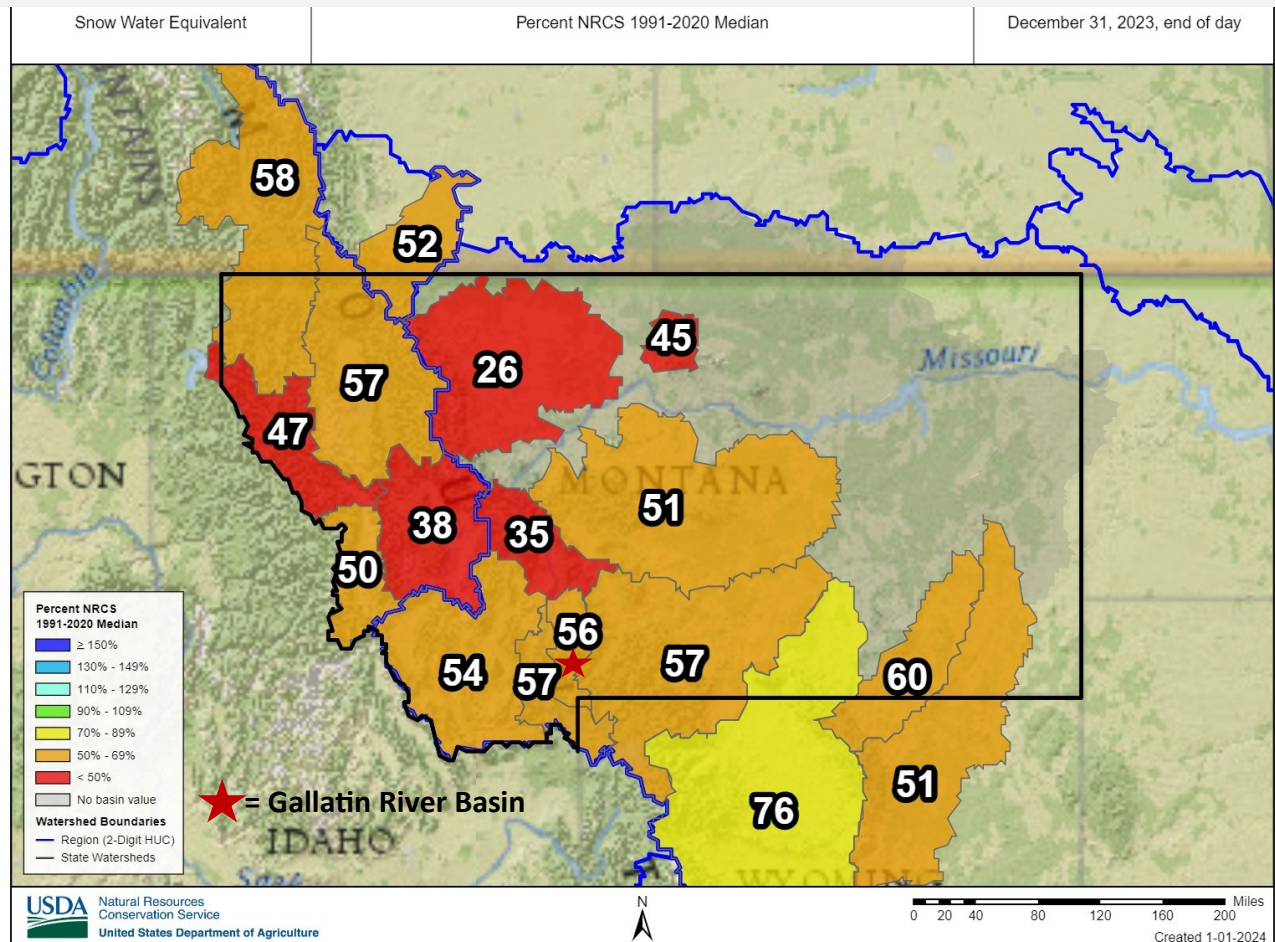 Snow Water Equivalent
Percent NRCS 1991-2020 Median
December 31, 2023, end of day
58
52
Columbia
45
26
Missouri
57
47
GTON
MONTANA
51
38
35
50
56
54
57
57
60
51
76
Percent NRCS
1991-2020 Median
≥ 150%
130% - 149%
110% - 129%
90% - 109%
70% - 89%
50% - 69%
< 50%
No basin value
Watershed Boundaries
Region (2-Digit HUC)
State Watersheds
= Gallatin River Basin
IDAHO
WYOMING
USDA
Natural Resources
Conservation Service
United States Department of Agriculture
N
0 20 40 80 120 160 200 Miles
Created 1-01-2024